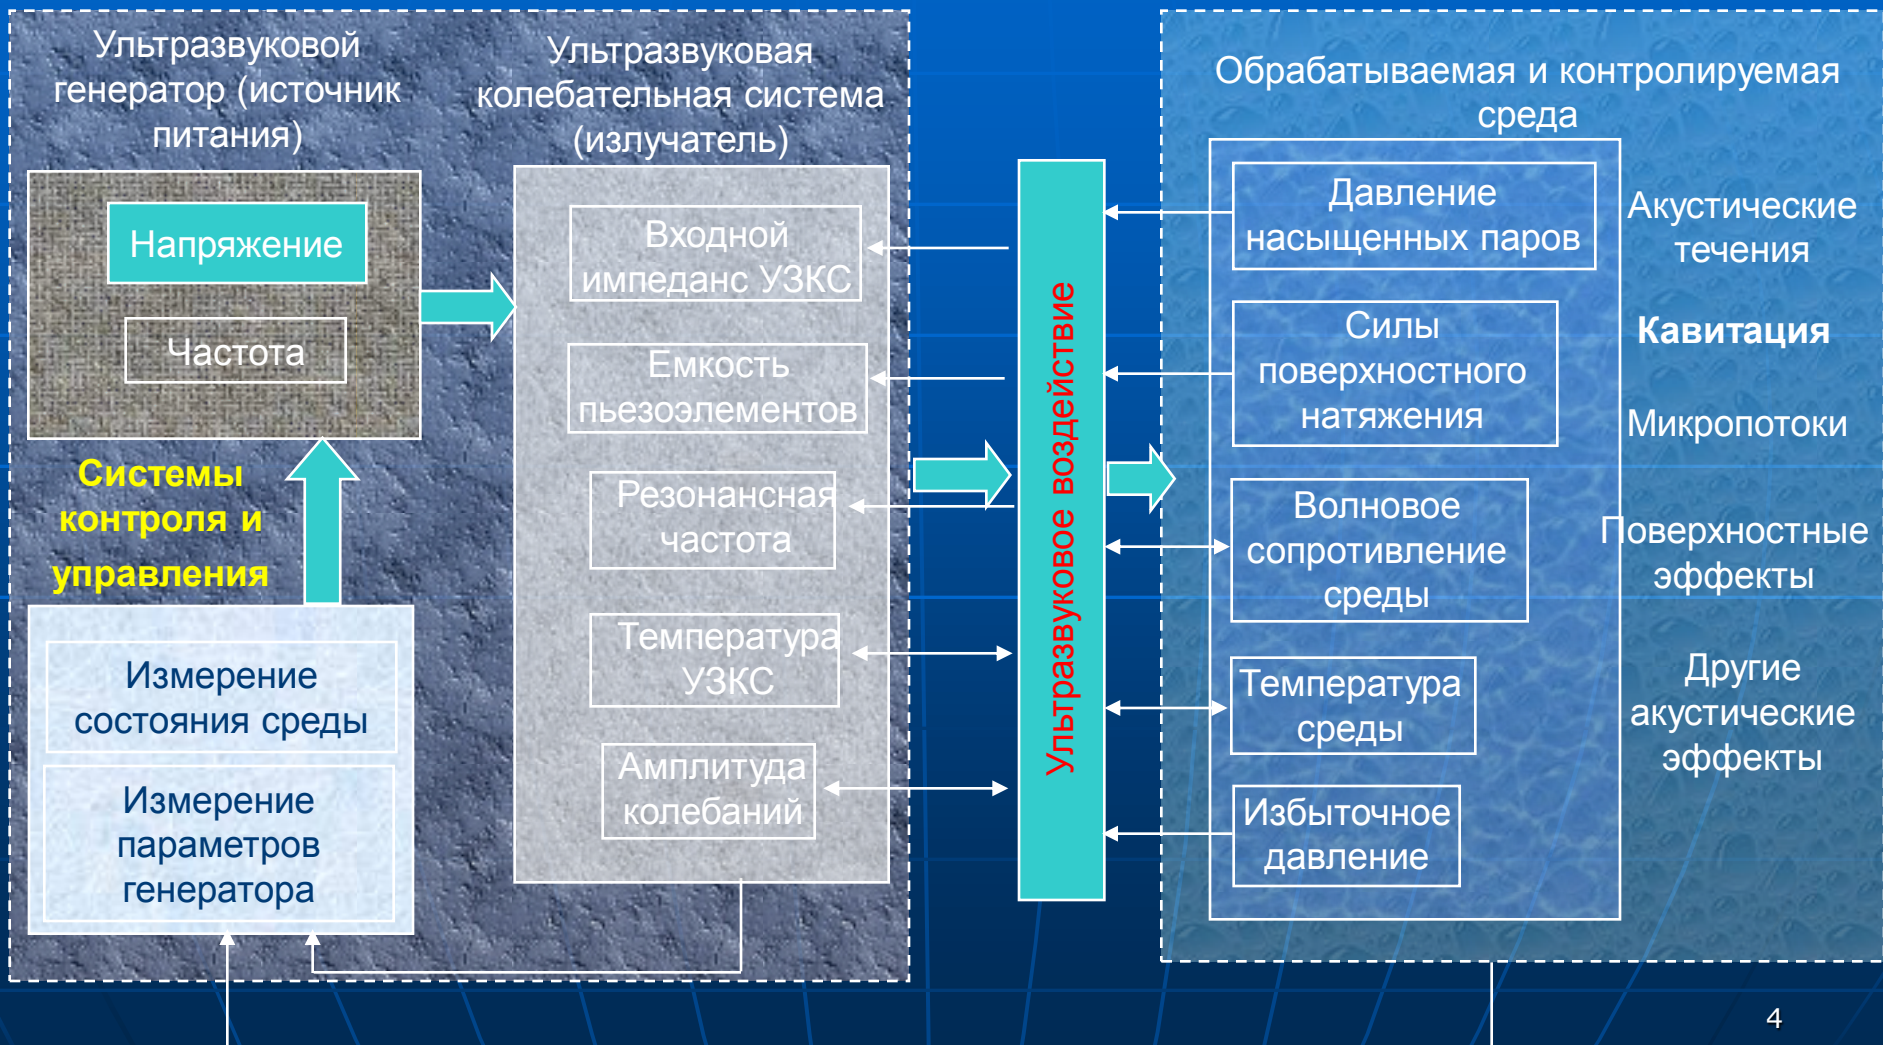 Ультразвуковой
генератор (источник
питания)
Напряжение
Частота
Системы
контроля и
управления
Измерение
состояния среды
Измерение
параметров
генератора
Ультразвуковая
колебательная система
(излучатель)
Входной
импеданс УЗКС
Емкость
пьезоэлементов
Резонансная
частота
Температура
УЗКС
Амплитуда
колебаний
Ультразвуковое воздействие
Обрабатываемая и контролируемая
среда
Давление
насыщенных паров
Силы
поверхностного
натяжения
Волновое
сопротивление
среды
Температура
среды
Избыточное
давление
Акустические
течения
Кавитация
Микропотоки
Поверхностные
эффекты
Другие
акустические
эффекты
4